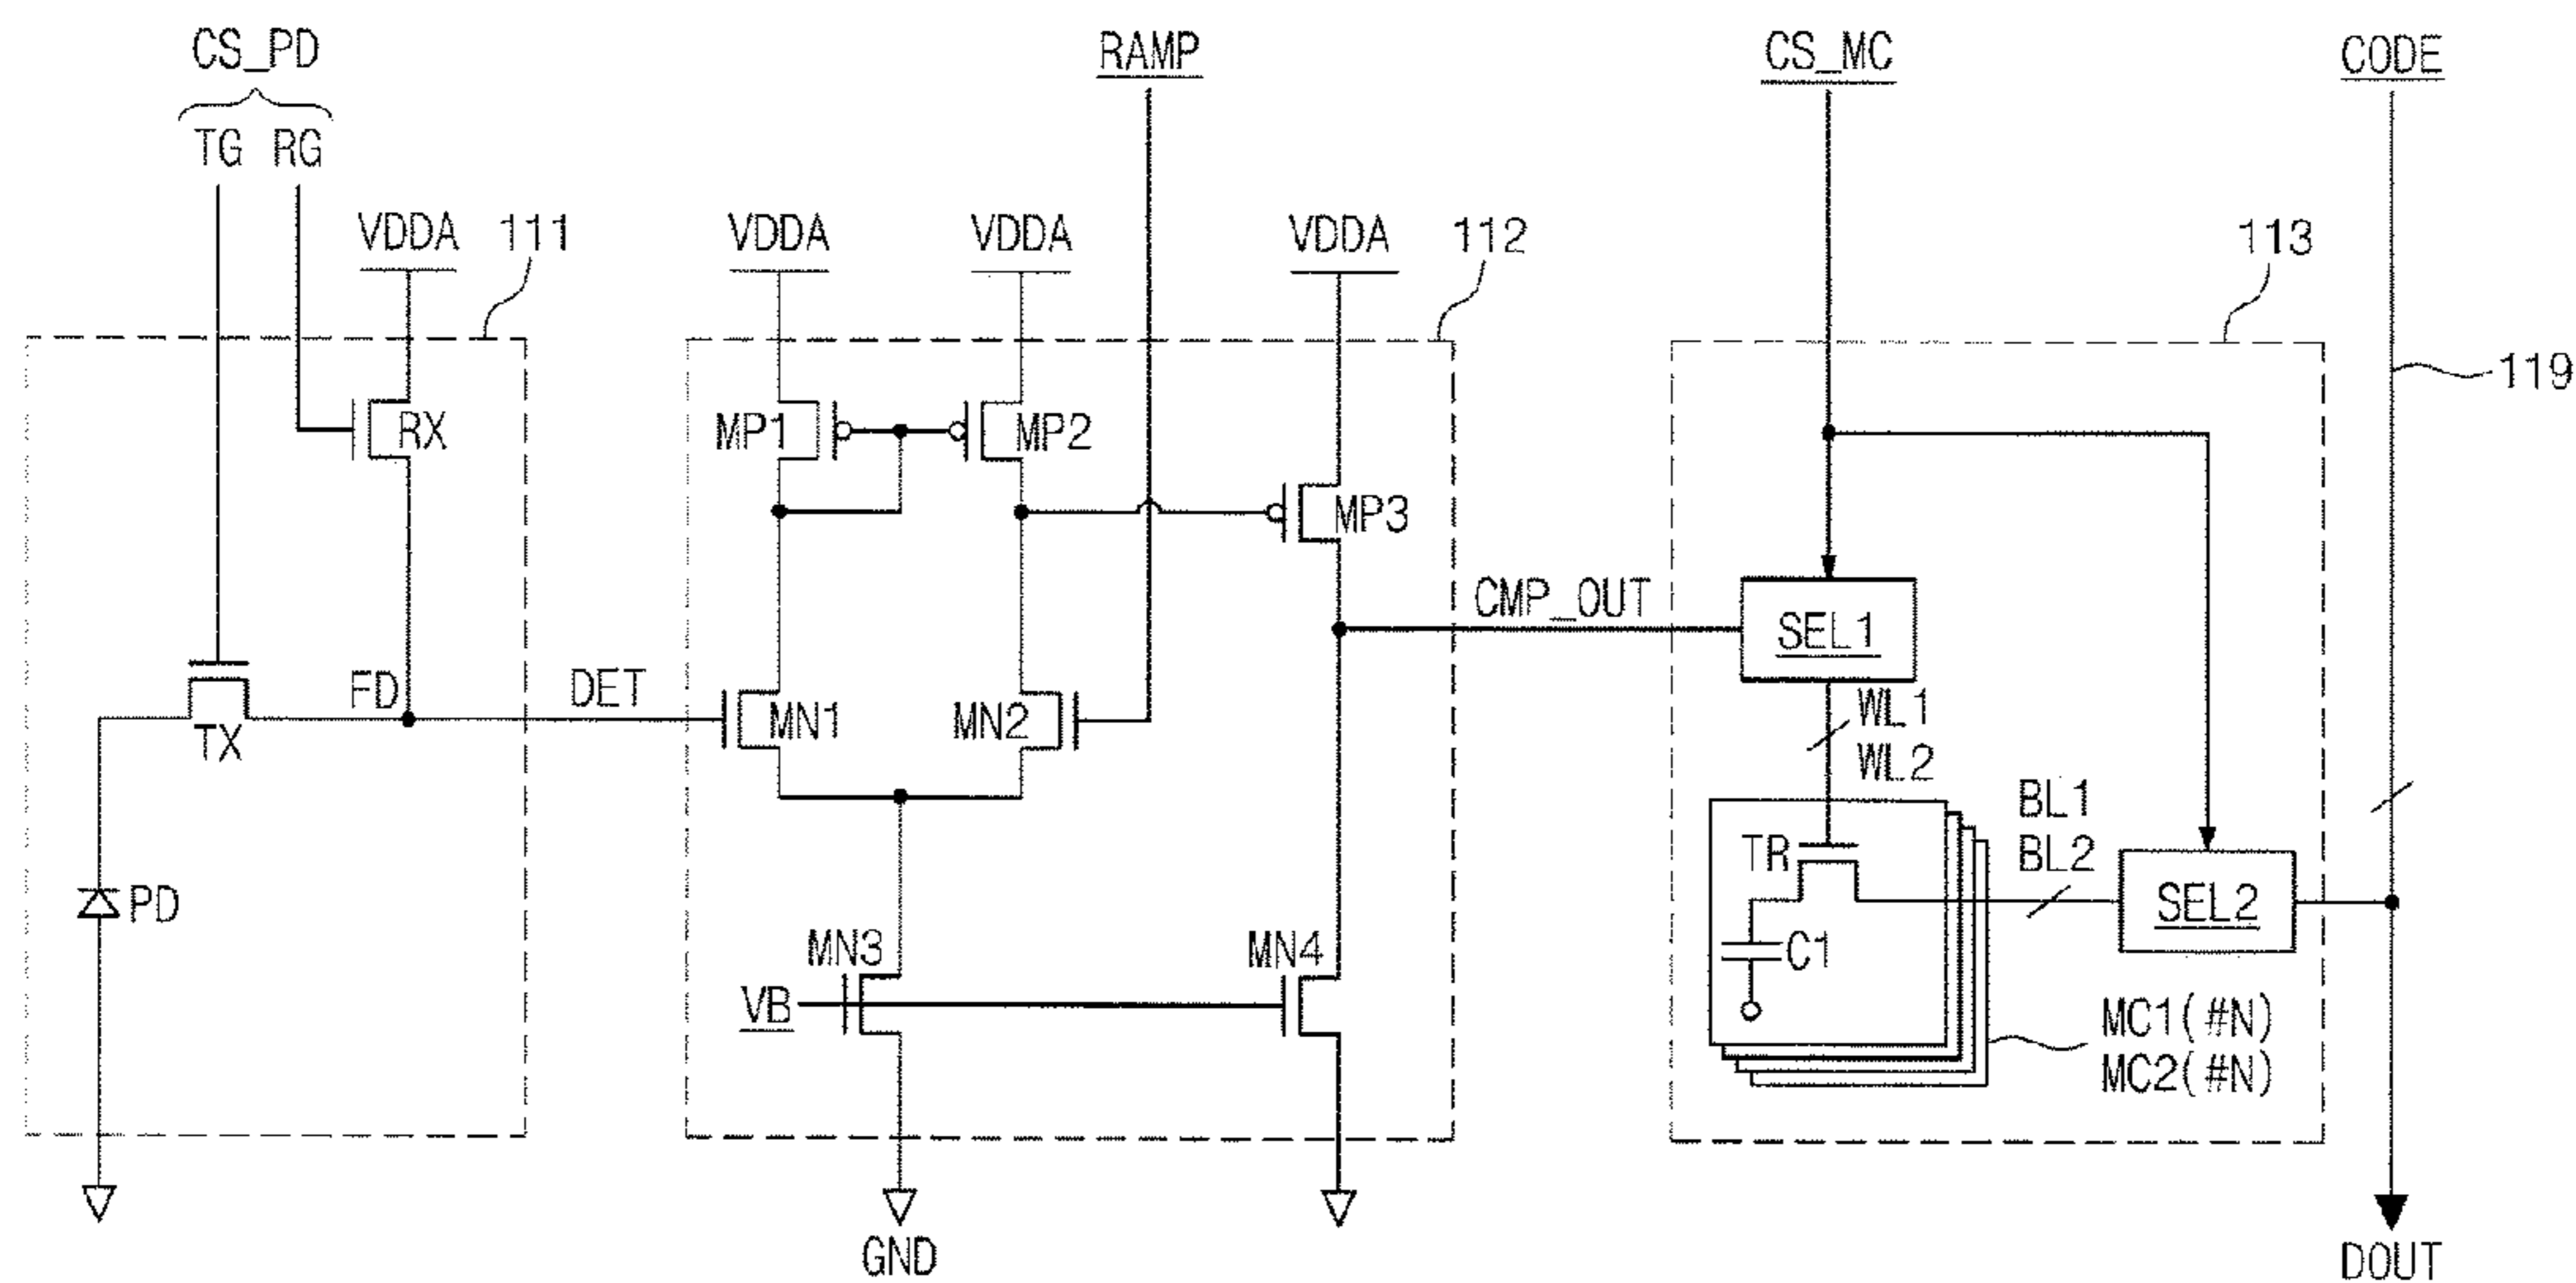 CS_PD
TG RG
RAMP
CS_MC
CODE
VDDA
111
VDDA
VDDA
VDDA
112
113
119
RX
MP1
MP2
MP3
TX
FD
DET
MN1
MN2
CMP_OUT
SEL1
WL1
WL2
PD
MN3
VB
MN4
TR
C1
BL1
BL2
SEL2
MC1(#N)
MC2(#N)
GND
DOUT